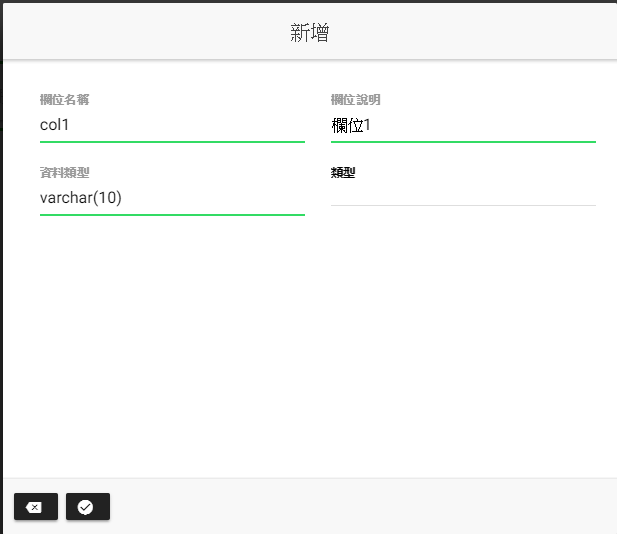 新增
欄位名稱
col1
欄位說明
欄位1
資料類型
varchar(10)
類型